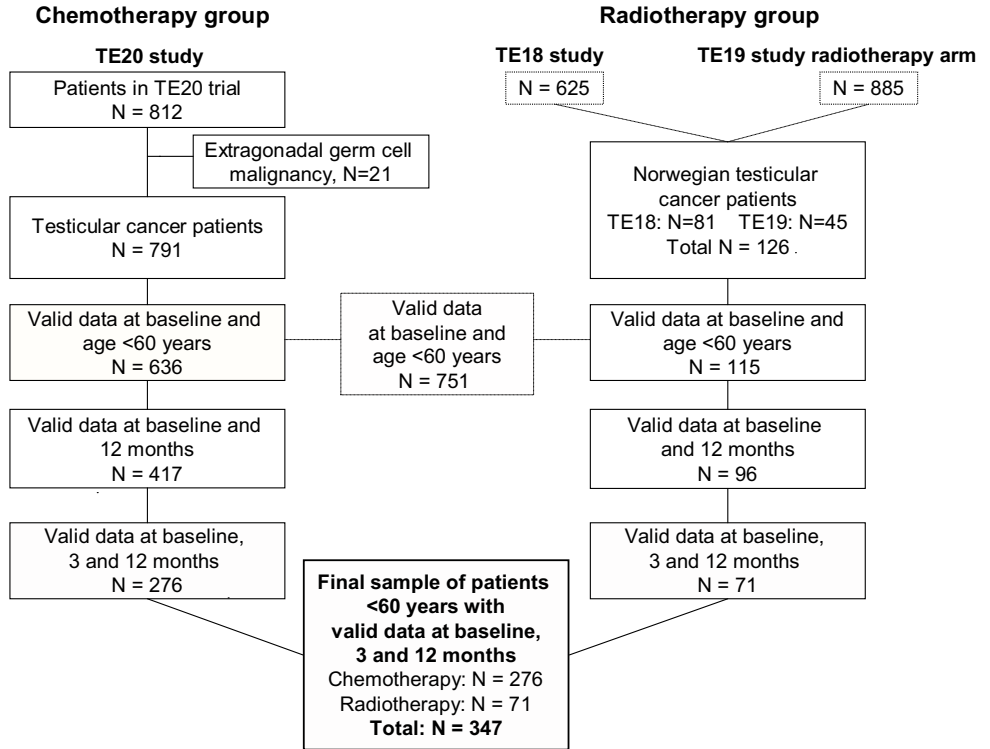 Chemotherapy group
TE20 study
Patients in TE20 trial
N = 812
Extragonadal germ cell
malignancy, N=21
Testicular cancer patients
N = 791
Valid data at baseline and
age <60 years
N = 636
Valid data at baseline and
12 months
N = 417
Valid data at baseline,
3 and 12 months
N = 276
Radiotherapy group
TE18 study
N = 625
TE19 study radiotherapy arm
N = 885
Norwegian testicular
cancer patients
TE18: N=81 TE19: N=45
Total N = 126
Valid data at baseline and
age <60 years
N = 115
Valid data at baseline
and 12 months
N = 96
Valid data at baseline,
3 and 12 months
N = 71
Valid data
at baseline and
age <60 years
N = 751
Final sample of patients
<60 years with
valid data at baseline,
3 and 12 months
Chemotherapy: N = 276
Radiotherapy: N = 71
Total: N = 347